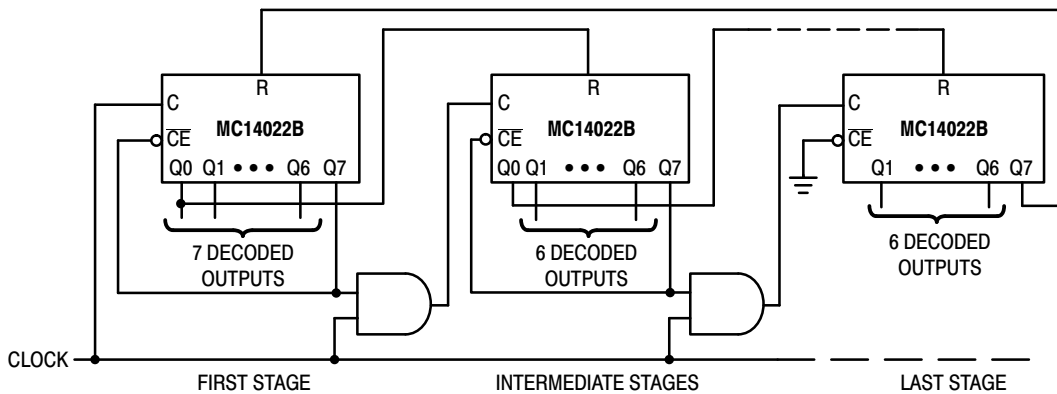 R R R
C C C
MC14022B MC14022B MC14022B
CE CE CE
Q0 Q1 ••• Q6 Q7 Q0 Q1 ••• Q6 Q7 Q1 ••• Q6 Q7
7 DECODED
OUTPUTS
6 DECODED
OUTPUTS
6 DECODED
OUTPUTS
CLOCK
FIRST STAGE INTERMEDIATE STAGES LAST STAGE